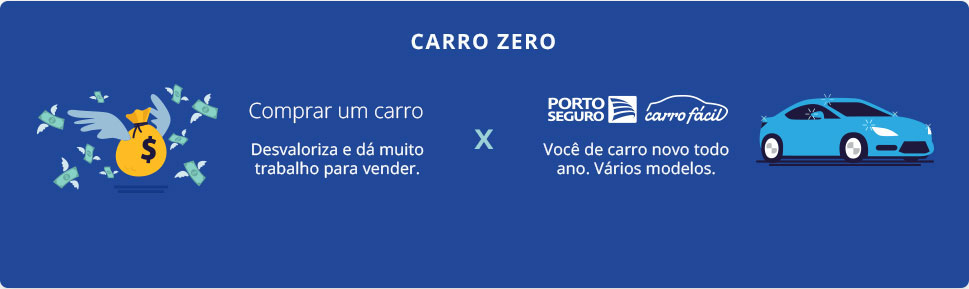 CARRO ZERO
Comprar um carro
Desvaloriza e dá muito
trabalho para vender.
$
X
PORTO
SEGURO
carro fácil
Você de carro novo todo
ano. Vários modelos.